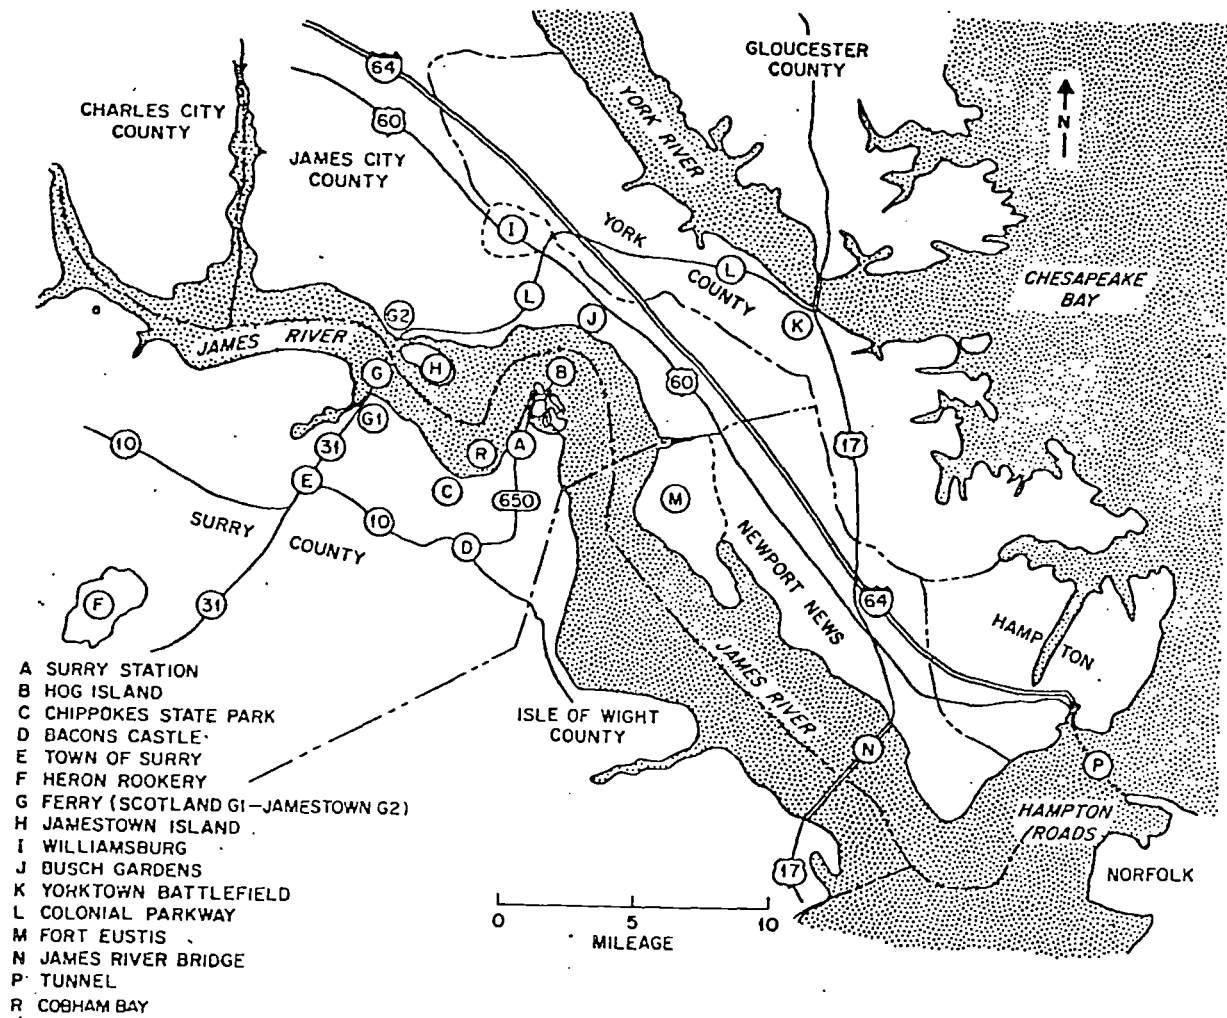 GLOUCESTER
COUNTY
64
CHARLES CITY
COUNTY
60
YORK RIVER
N
JAMES CITY
COUNTY
I
YORK
L
COUNTY
CHESAPEAKE
BAY
L
G2
J
K
JAMES RIVER
H
G
B
60
G1
10
31
R
A
17
C
650
M
E
SURRY
COUNTY
10
D
NEWPORT NEWS
F
31
64
HAMPTON
JAMES RIVER
ISLE OF WIGHT
COUNTY
N
P
HAMPTON
ROADS
17
NORFOLK
0 5 10
MILEAGE
A SURRY STATION
B HOG ISLAND
C CHIPPOKES STATE PARK
D BACONS CASTLE
E TOWN OF SURRY
F HERON ROOKERY
G FERRY (SCOTLAND G1-JAMESTOWN G2)
H JAMESTOWN ISLAND
I WILLIAMSBURG
J BUSCH GARDENS
K YORKTOWN BATTLEFIELD
L COLONIAL PARKWAY
M FORT EUSTIS
N JAMES RIVER BRIDGE
P TUNNEL
R COBHAM BAY